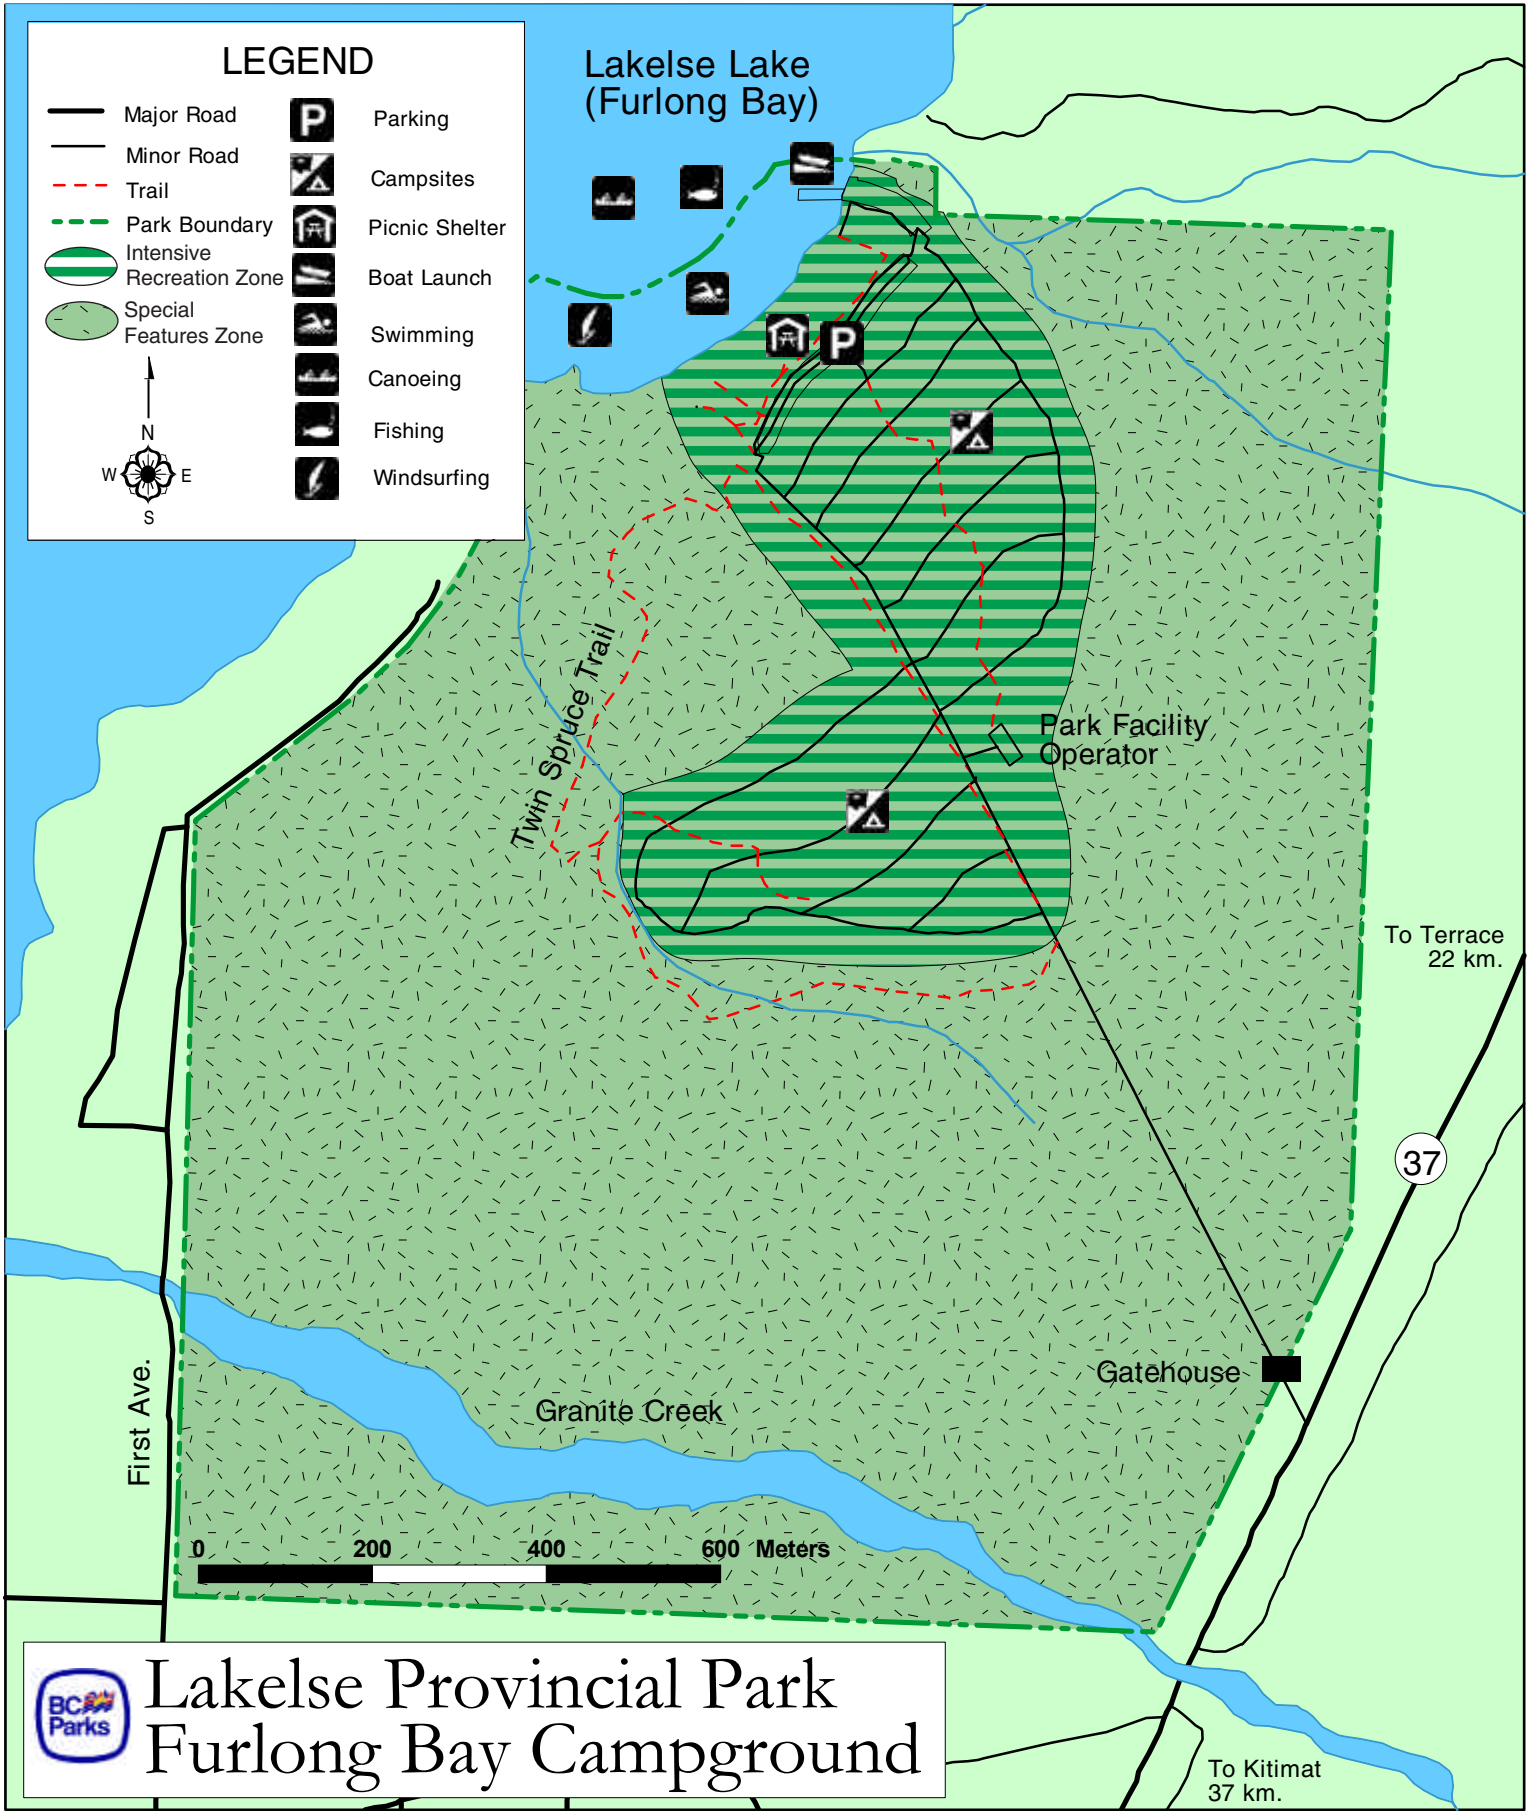 LEGEND
Major Road
Minor Road
Trail
Park Boundary
Intensive
Recreation Zone
Special
Features Zone
P
Parking
Campsites
Picnic Shelter
Boat Launch
Swimming
Canoeing
Fishing
Windsurfing
N
W E
S
Lakelse Lake
(Furlong Bay)
P
Twin Spruce Trail
Park Facility
Operator
To Terrace
22 km.
37
Gatehouse
Granite Creek
First Ave.
0 200 400 600 Meters
BC
Parks
Lakelse Provincial Park
Furlong Bay Campground
To Kitimat
37 km.